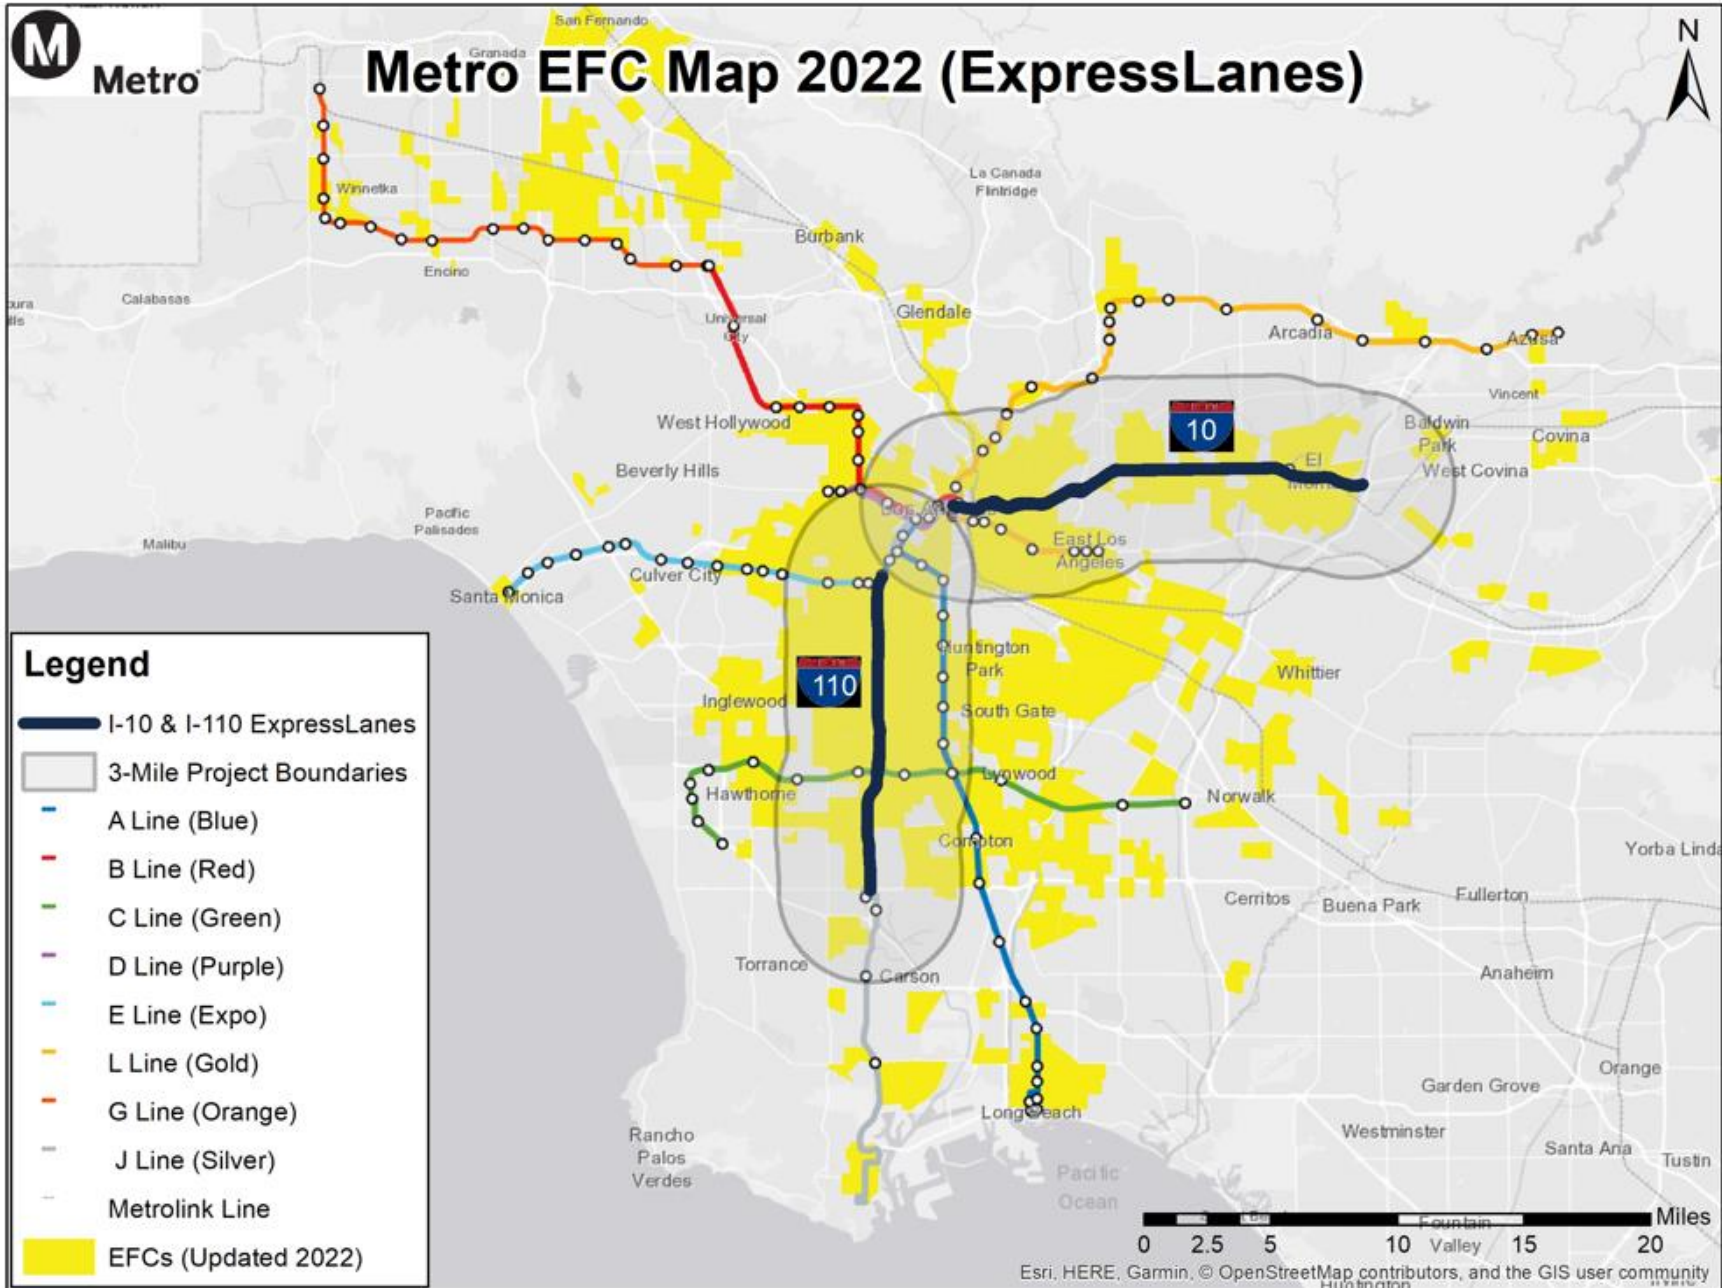 San Fernando
M
Metro
Granada
Metro EFC Map 2022 (ExpressLanes)
N
La Canada
Flintridge
Winnetka
Burbank
Encino
Calabasas
Glendale
Universal
City
Arcadia
Azusa
Vincent
West Hollywood
Baldwin
Park
Covina
10
El
Beverly Hills
West Covina
Pacific
Palisades
Malibu
East Los
Angeles
Culver City
Santa Monica
Huntington
Park
Whittier
110
Inglewood
South Gate
Lynwood
Hawthorne
Norwalk
Compton
Yorba Linda
Cerritos
Buena Park
Fullerton
Torrance
Carson
Anaheim
Orange
Garden Grove
Long Beach
Westminster
Rancho
Palos
Verdes
Santa Ana
Tustin
Pacific
Ocean
Legend
I-10 & I-110 ExpressLanes
3-Mile Project Boundaries
A Line (Blue)
B Line (Red)
C Line (Green)
D Line (Purple)
E Line (Expo)
L Line (Gold)
G Line (Orange)
J Line (Silver)
Metrolink Line
EFCs (Updated 2022)
Miles
0 2.5 5 10 15 20
Fountain
Valley
Esri, HERE, Garmin, © OpenStreetMap contributors, and the GIS user community